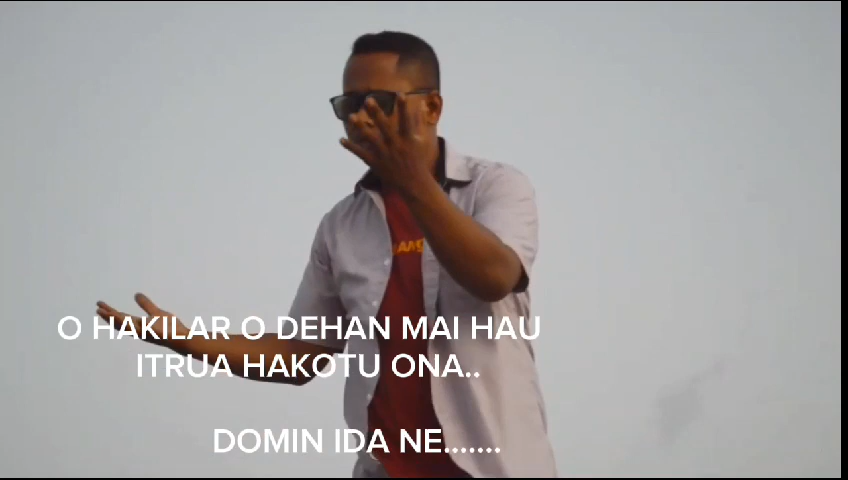 O HAKILAR O DEHAN MAI HAU
ITRUA HAKOTU ONA..
DOMIN IDA NE.......